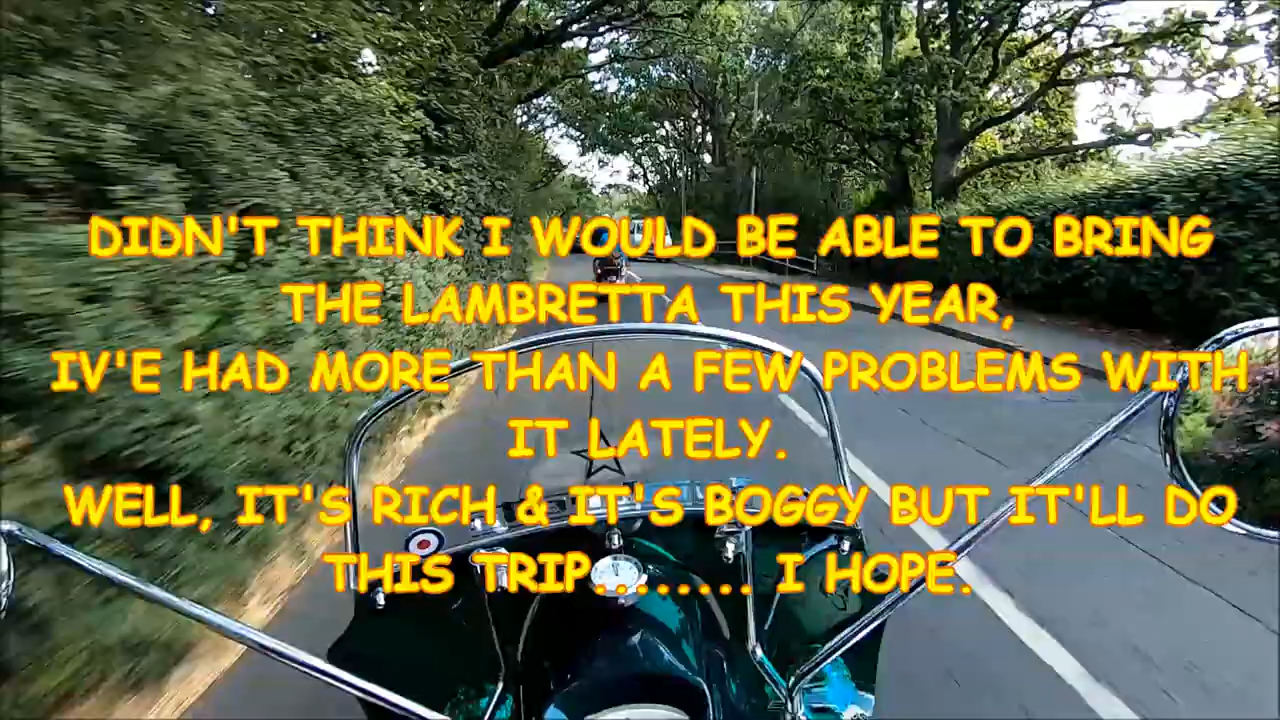 DIDN'T THINK I WOULD BE ABLE TO BRING
THE LAMBRETTA THIS YEAR,
IV'E HAD MORE THAN A FEW PROBLEMS WITH
IT LATELY.
WELL, IT'S RICH & IT'S BOGGY BUT IT'LL DO
THIS TRIP........ I HOPE.